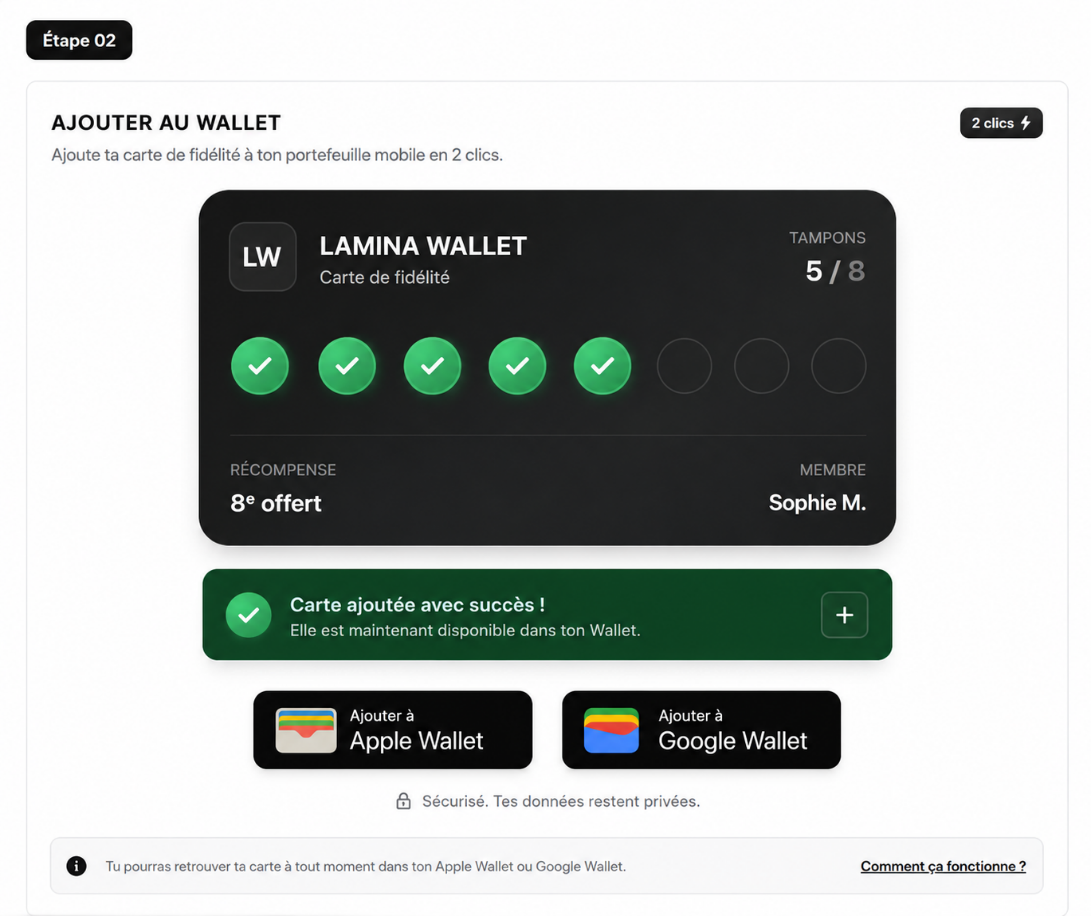 Étape 02
AJOUTER AU WALLET
2 clics
Ajoute ta carte de fidélité à ton portefeuille mobile en 2 clics.
LW
LAMINA WALLET
Carte de fidélité
TAMPONS
5 / 8
RÉCOMPENSE
8ᵉ offert
MEMBRE
Sophie M.
Carte ajoutée avec succès !
Elle est maintenant disponible dans ton Wallet.
Ajouter à
Apple Wallet
Ajouter à
Google Wallet
Sécurisé. Tes données restent privées.
Tu pourras retrouver ta carte à tout moment dans ton Apple Wallet ou Google Wallet.
Comment ça fonctionne ?